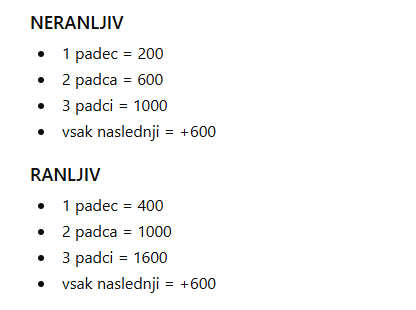 NERANLJIV
• 1 padec = 200
• 2 padca = 600
• 3 padci = 1000
• vsak naslednji = +600
RANLJIV
• 1 padec = 400
• 2 padca = 1000
• 3 padci = 1600
• vsak naslednji = +600